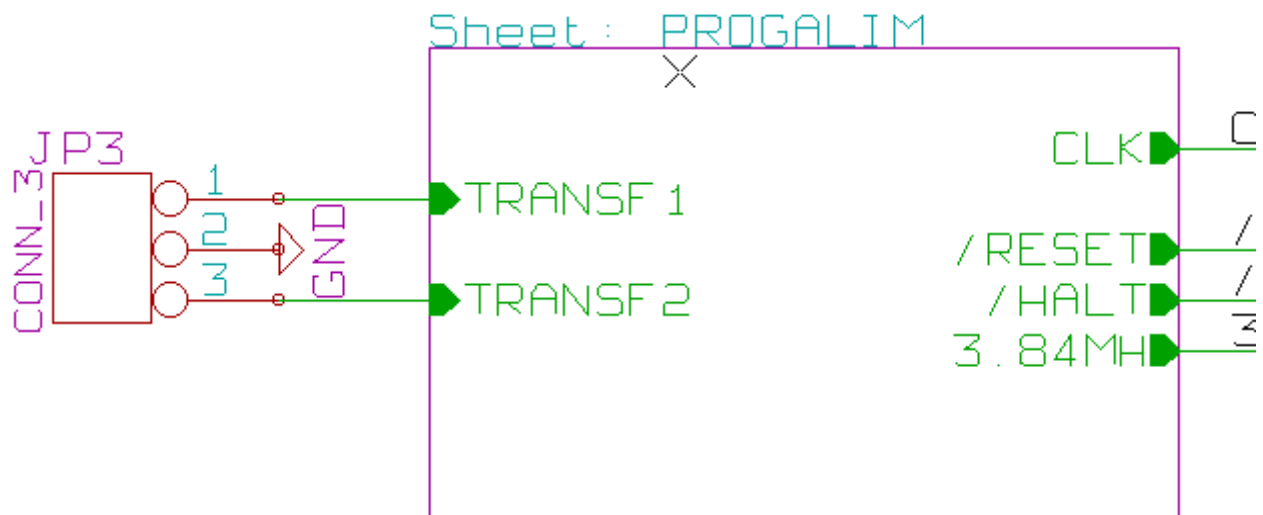 Sheet: PROGALIM
JP3
CONN_3
1
2
3
GND
TRANSF1
TRANSF2
CLK
/RESET
/HALT
3.84MH
/
/